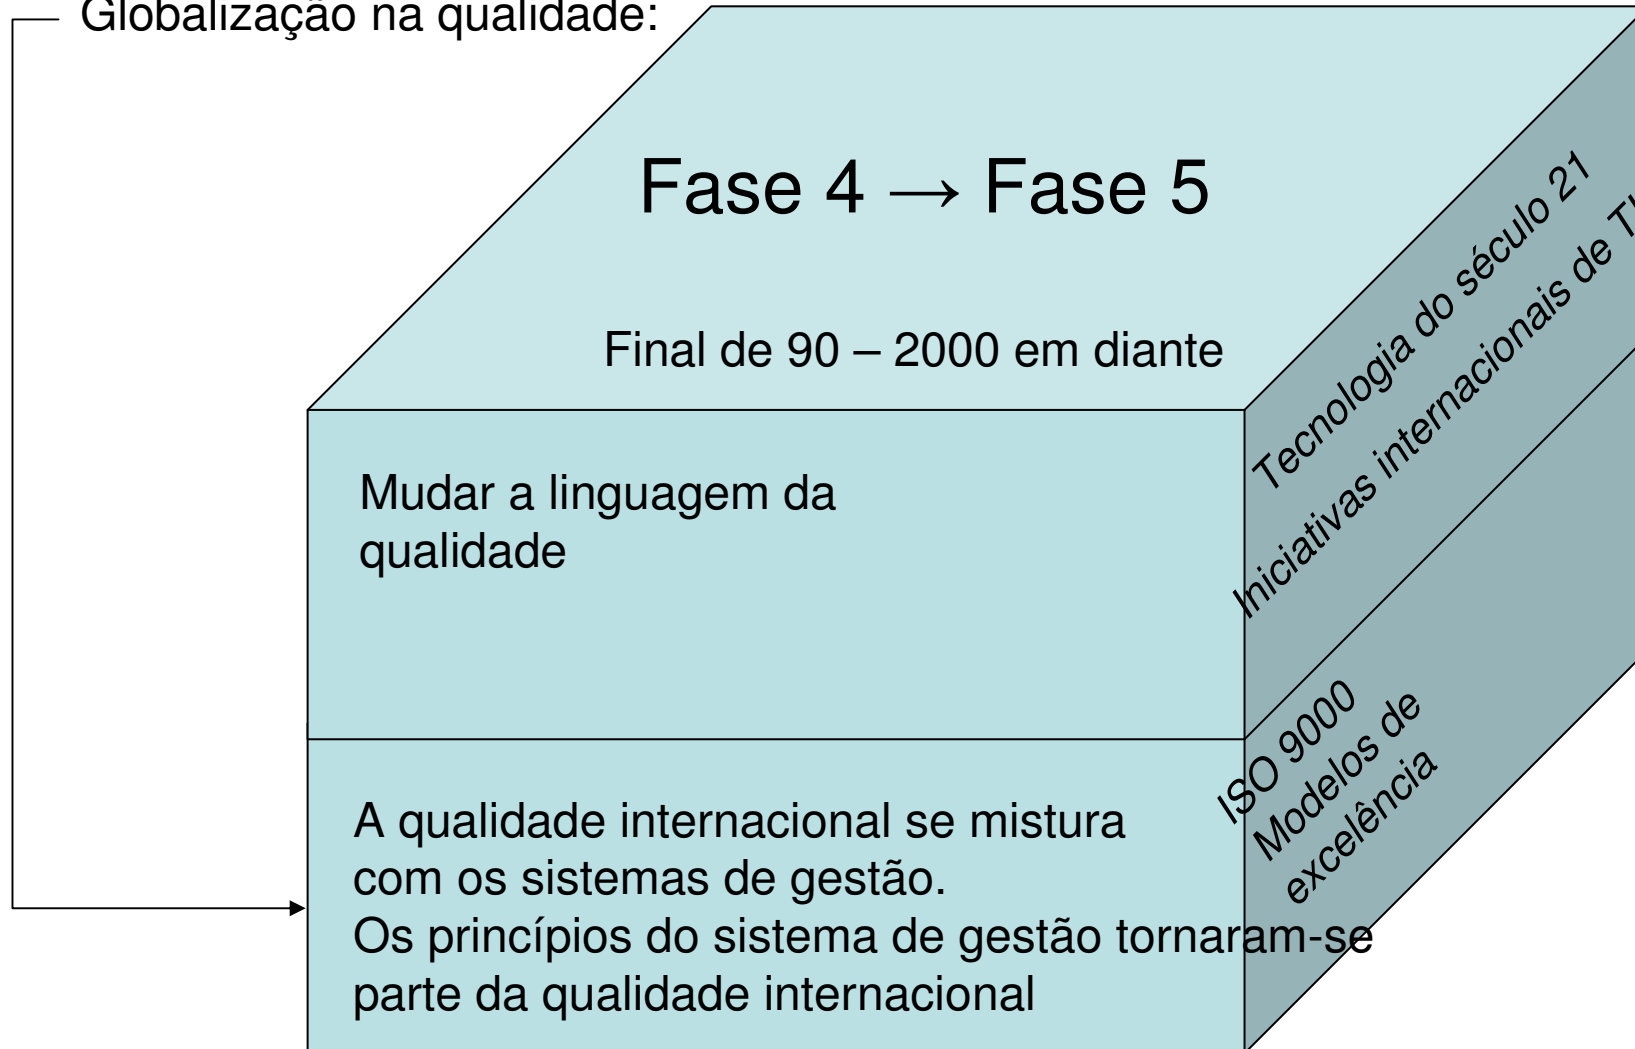 Globalização na qualidade:
Fase 4 → Fase 5
Final de 90 – 2000 em diante
Mudar a linguagem da
qualidade
A qualidade internacional se mistura
com os sistemas de gestão.
Os princípios do sistema de gestão tornaram-se
parte da qualidade internacional
Tecnologia do século 21
Iniciativas internacionais de
ISO 9000
Modelos de
excelência